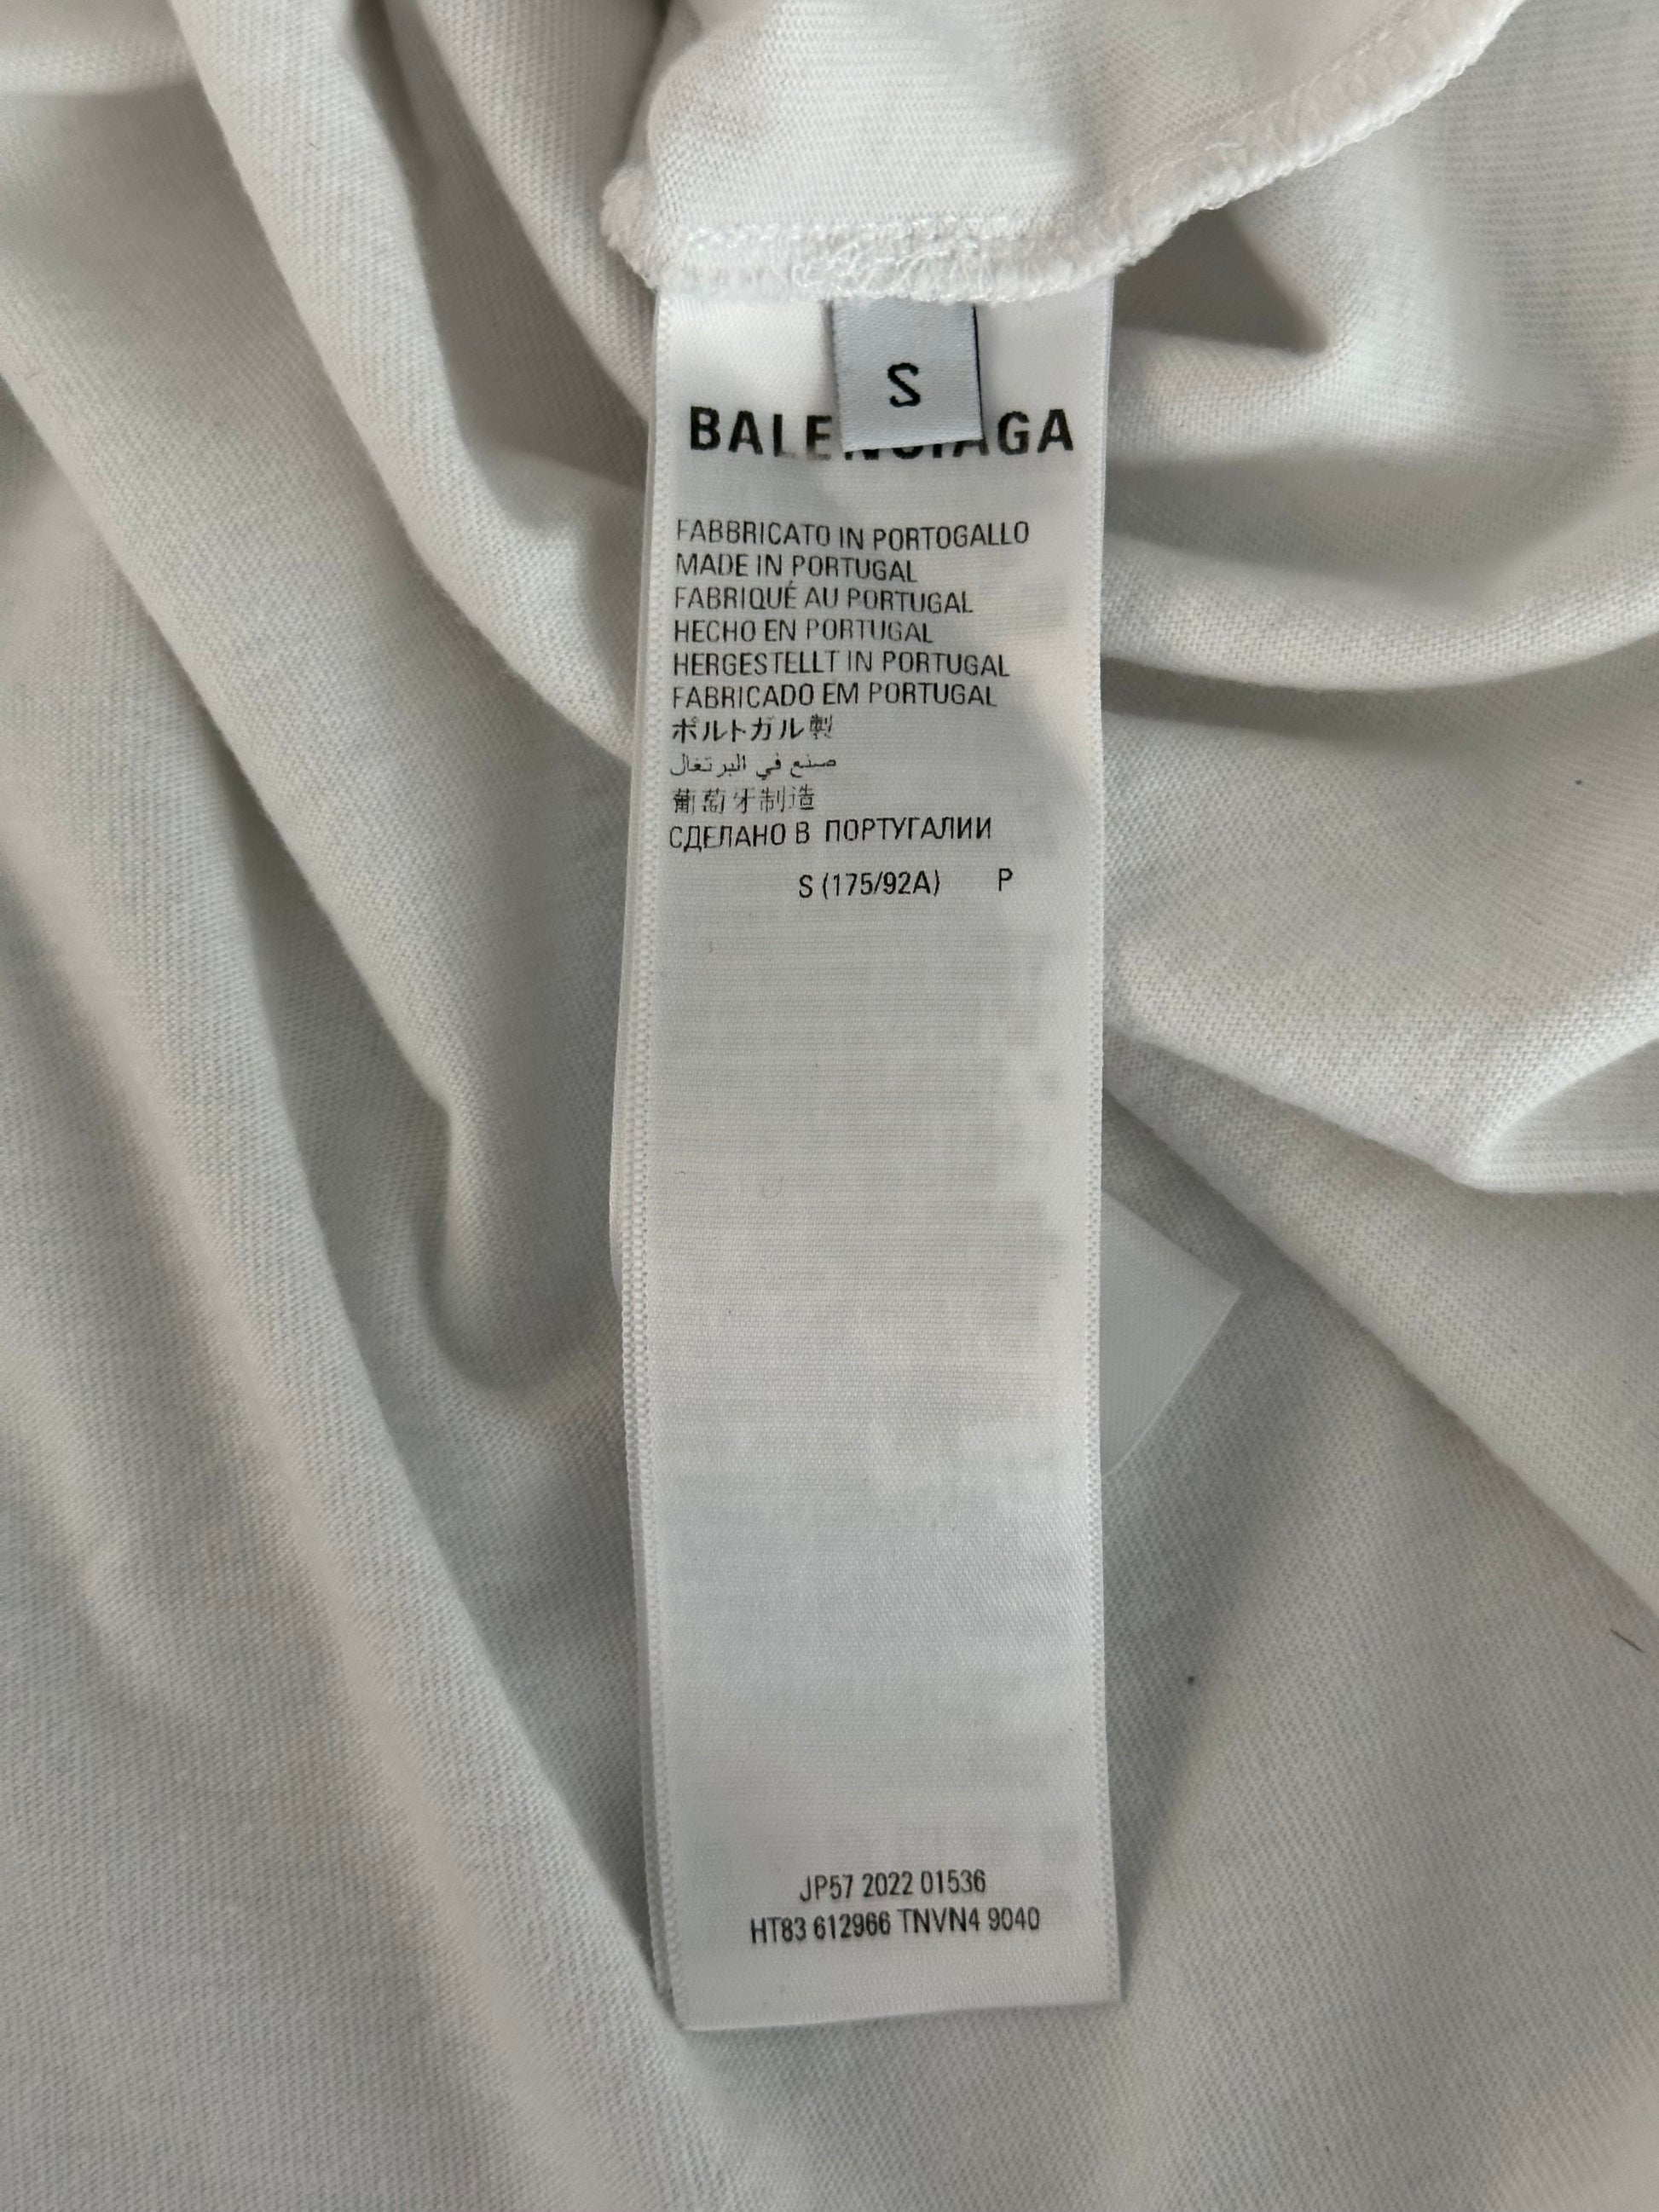 S
BALENCIAGA
FABBRICATO IN PORTOGALLO
MADE IN PORTUGAL
FABRIQUÉ AU PORTUGAL
HECHO EN PORTUGAL
HERGESTELLT IN PORTUGAL
FABRICADO EM PORTUGAL
ポルトガル製
صنع في البرتغال
葡萄牙制造
СДЕЛАНО В ПОРТУГАЛИИ
S (175/92A) P
JP57 2022 01536
HT83 612966 TNVN4 9040